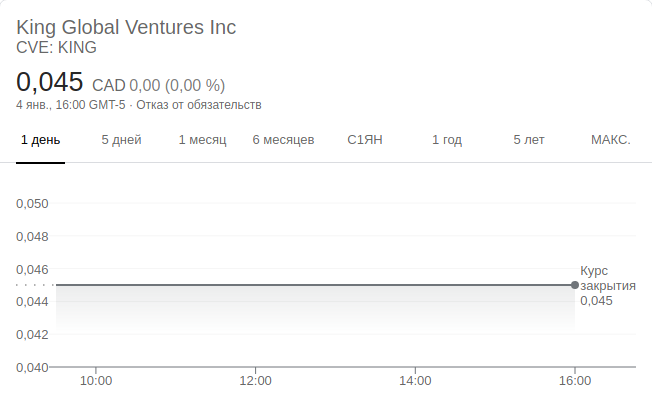 King Global Ventures Inc
CVE: KING
0,045 CAD 0,00 (0,00 %)
4 янв., 16:00 GMT-5 · Отказ от обязательств
1 день 5 дней 1 месяц 6 месяцев С1ЯН 1 год 5 лет МАКС.
0,050
0,048
0,046
Курс
закрытия
0,045
0,044
0,042
0,040
10:00 12:00 14:00 16:00